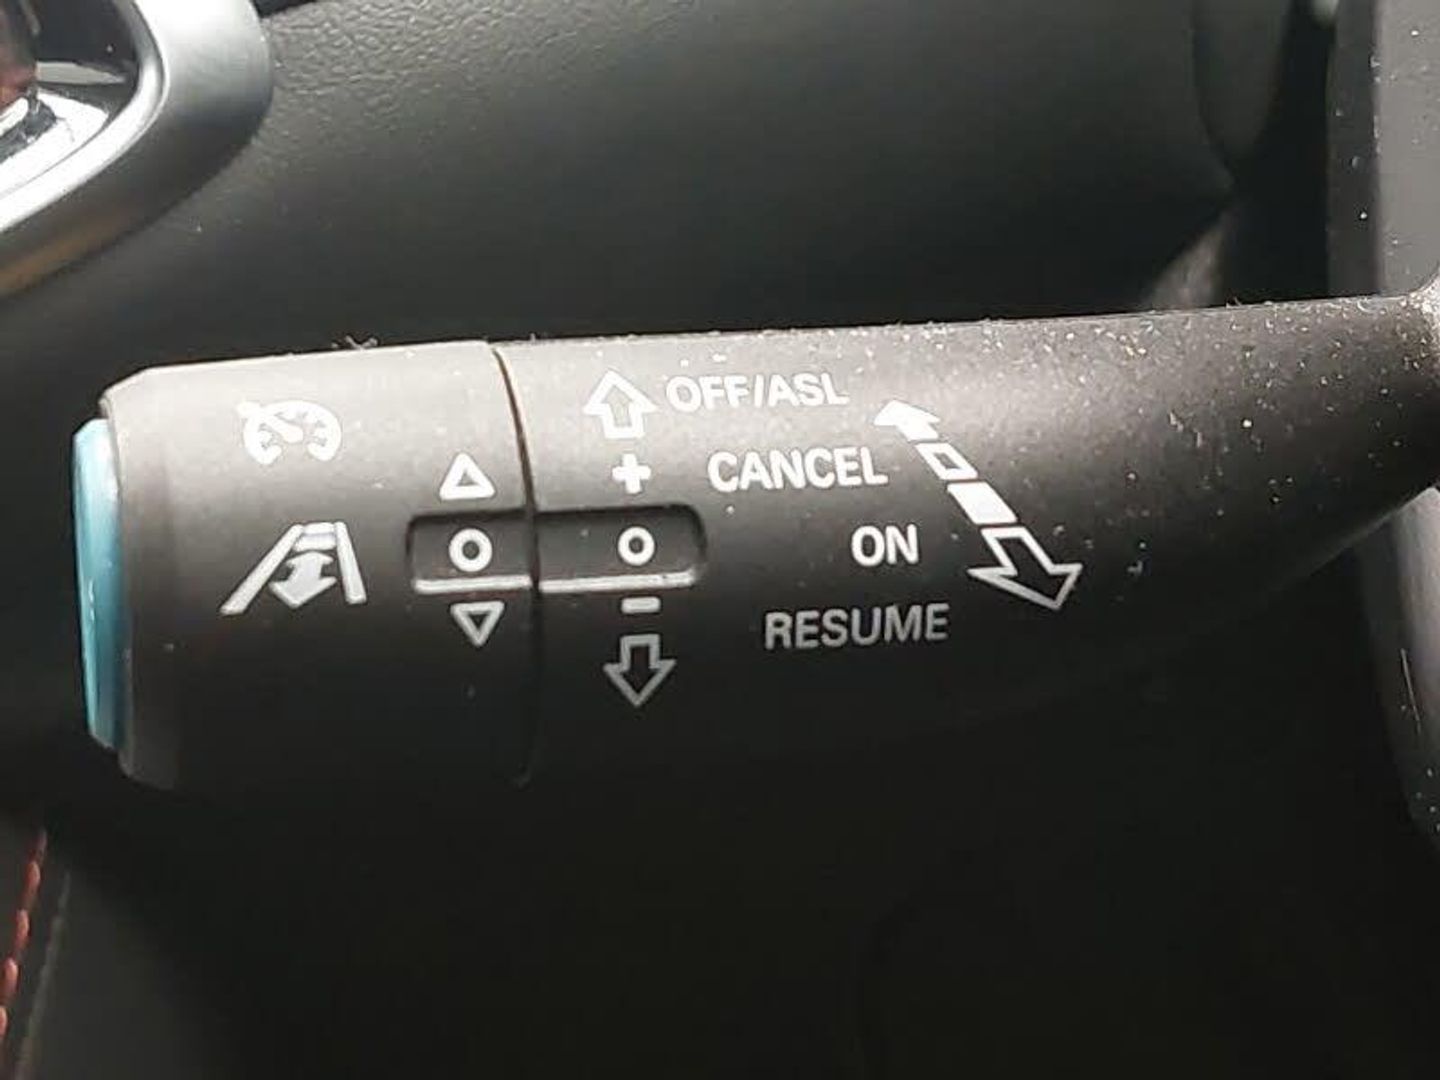 OFF/ASL
+ CANCEL
ON
-
RESUME